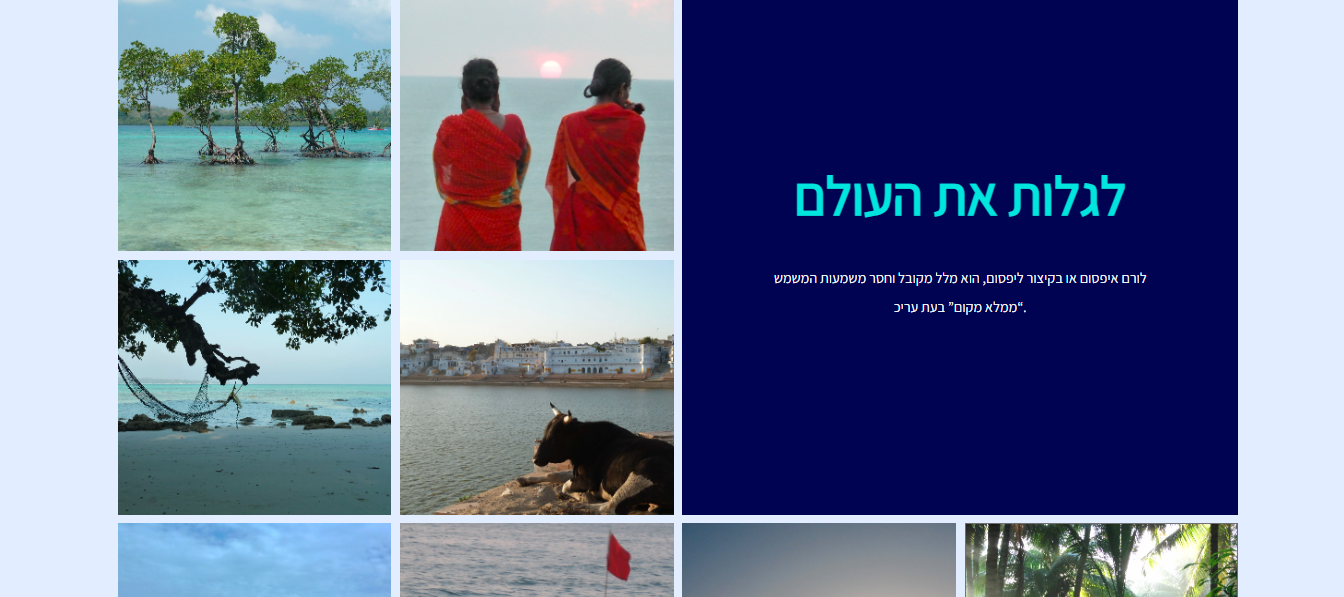 לגלות את העולם
לורם איפסום או בקיצור ליפסום, הוא מלל מקובל וחסר משמעות המשמש
"ממלא מקום” בעת עריכ.